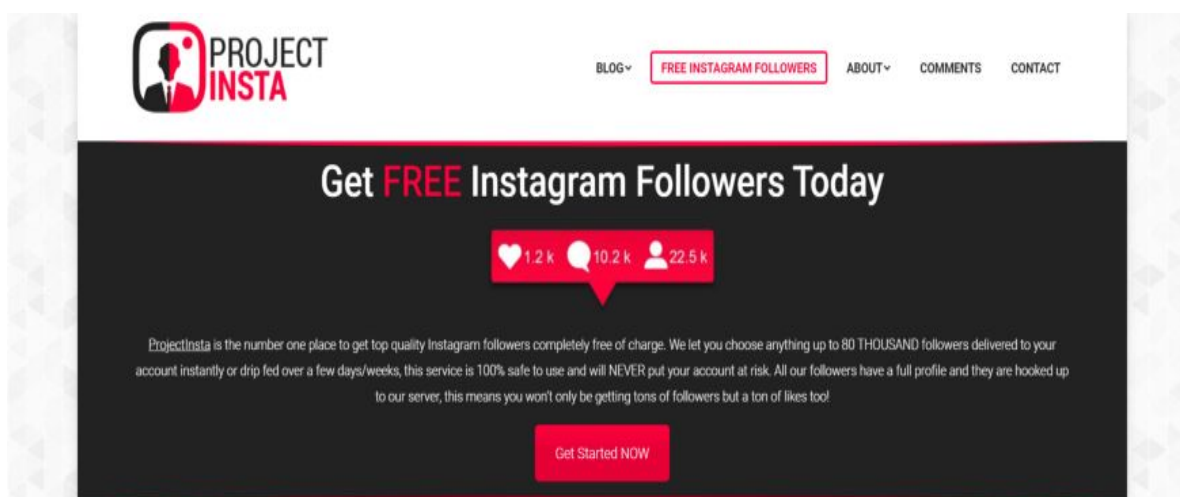 PROJECT
INSTA
BLOG FREE INSTAGRAM FOLLOWERS ABOUT COMMENTS CONTACT
Get FREE Instagram Followers Today
1.2 k 10.2 k 22.5 k
ProjectInsta is the number one place to get top quality Instagram followers completely free of charge. We let you choose anything up to 80 THOUSAND followers delivered to your
account instantly or drip fed over a few days/weeks, this service is 100% safe to use and will NEVER put your account at risk. All our followers have a full profile and they are hooked up
to our server, this means you won't only be getting tons of followers but a ton of likes too!
Get Started NOW